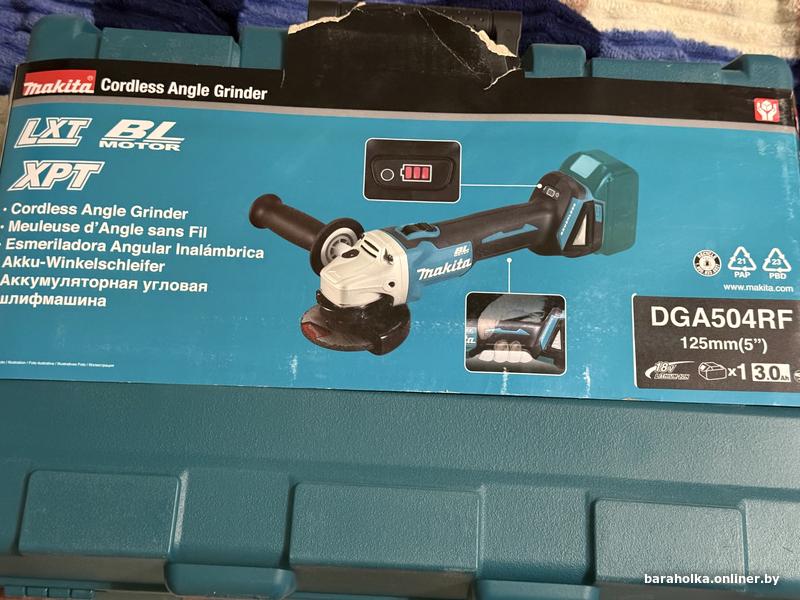 Makita® Cordless Angle Grinder
LXT BL
MOTOR
XPT
· Cordless Angle Grinder
· Meuleuse d'Angle sans Fil
· Esmeriladora Angular Inalámbrica
Akku-Winkelschleifer
Аккумуляторная угловая
шлифмашина
BL
Makita
21
PAP
23
PBD
www.makita.com
DGA504RF
125mm(5")
18V
LITHIUM-ION
×1 3.0Ah
baraholka.onliner.by